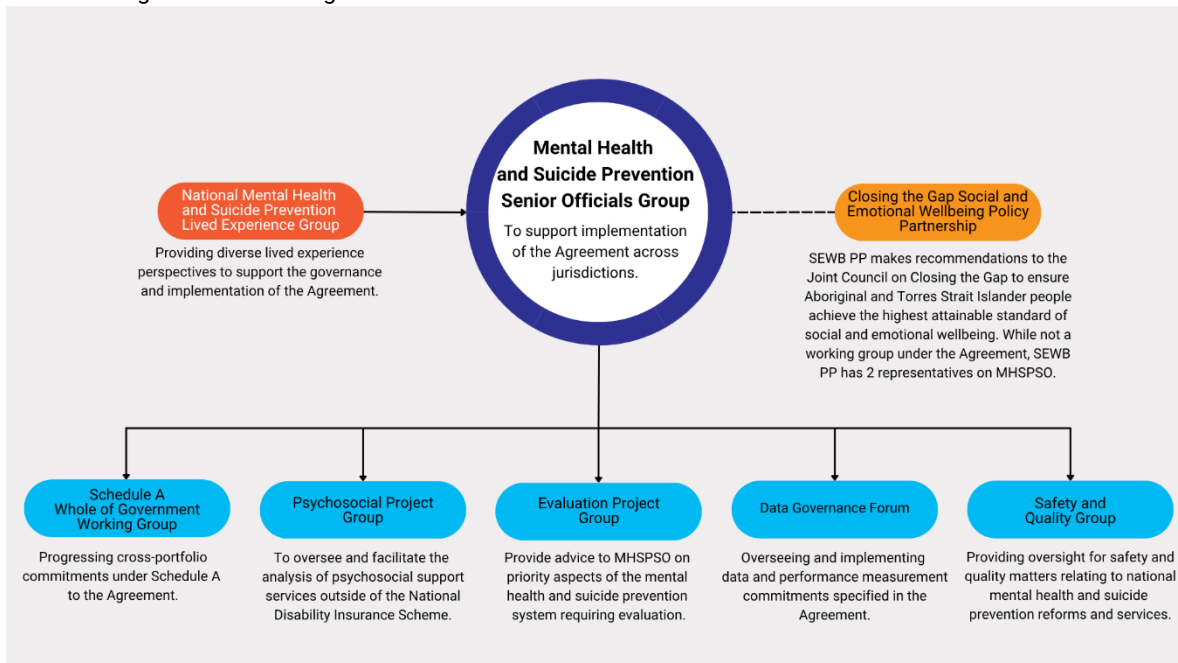 Mental Health
and Suicide Prevention
Senior Officials Group
To support implementation
of the Agreement across
jurisdictions.
National Mental Health
and Suicide Prevention
Lived Experience Group
Providing diverse lived experience
perspectives to support the governance
and implementation of the Agreement.
Closing the Gap Social and
Emotional Wellbeing Policy
Partnership
SEWB PP makes recommendations to the
Joint Council on Closing the Gap to ensure
Aboriginal and Torres Strait Islander people
achieve the highest attainable standard of
social and emotional wellbeing. While not a
working group under the Agreement, SEWB
PP has 2 representatives on MHSPSO.
Schedule A
Whole of Government
Working Group
Progressing cross-portfolio
commitments under Schedule A
to the Agreement.
Psychosocial Project
Group
To oversee and facilitate the
analysis of psychosocial support
services outside of the National
Disability Insurance Scheme.
Evaluation Project
Group
Provide advice to MHSPSO on
priority aspects of the mental
health and suicide prevention
system requiring evaluation.
Data Governance Forum
Overseeing and implementing
data and performance measurement
commitments specified in the
Agreement.
Safety and
Quality Group
Providing oversight for safety and
quality matters relating to national
mental health and suicide
prevention reforms and services.